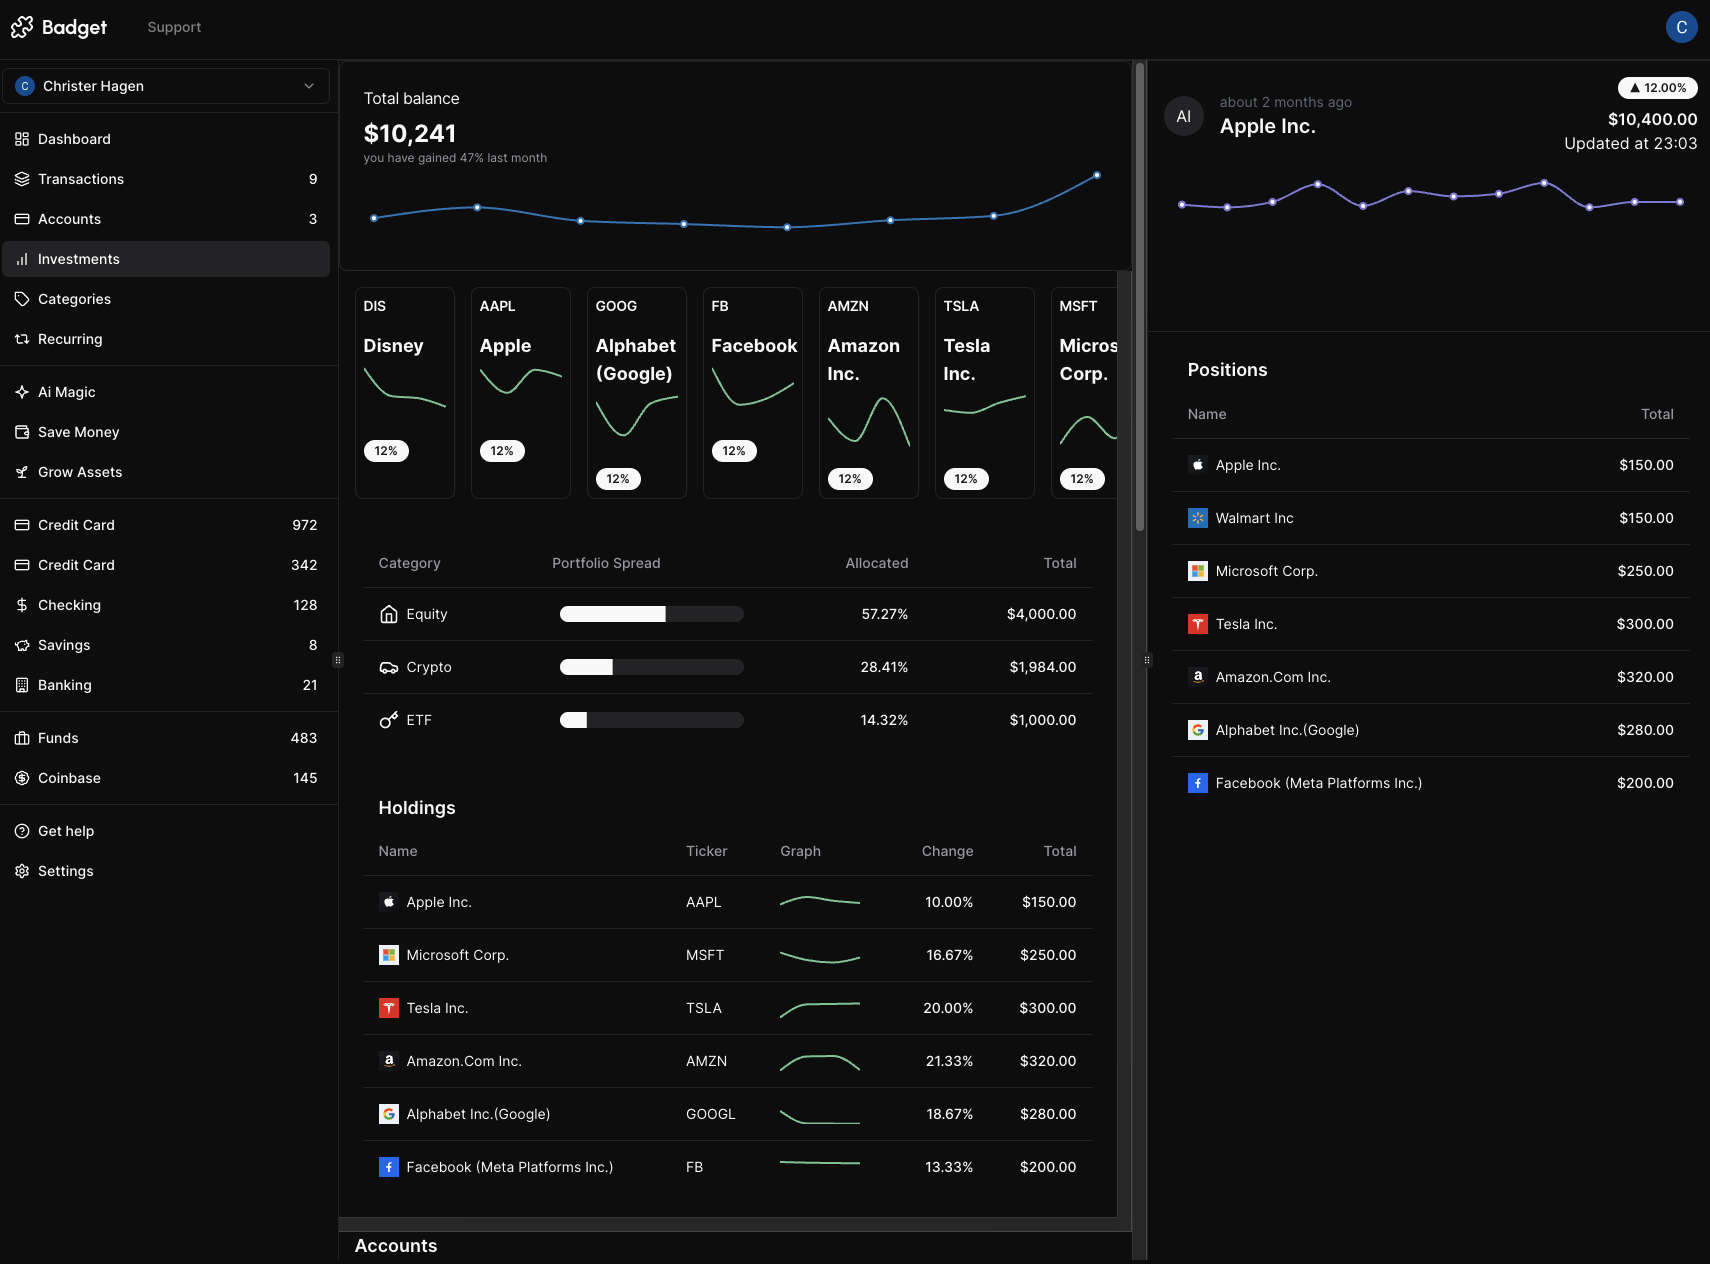 Badget
Support
C
C
Christer Hagen
Dashboard
Transactions 9
Accounts 3
Investments
Categories
Recurring
Ai Magic
Save Money
Grow Assets
Credit Card 972
Credit Card 342
Checking 128
Savings 8
Banking 21
Funds 483
Coinbase 145
Get help
Settings
Total balance
$10,241
you have gained 47% last month
DIS
Disney
12%
AAPL
Apple
12%
GOOG
Alphabet
(Google)
12%
FB
Facebook
12%
AMZN
Amazon
Inc.
12%
TSLA
Tesla
Inc.
12%
MSFT
Micros
Corp.
12%
Category Portfolio Spread Allocated Total
Equity 57.27% $4,000.00
Crypto 28.41% $1,984.00
ETF 14.32% $1,000.00
Holdings
Name Ticker Graph Change Total
Apple Inc. AAPL 10.00% $150.00
Microsoft Corp. MSFT 16.67% $250.00
Tesla Inc. TSLA 20.00% $300.00
Amazon.Com Inc. AMZN 21.33% $320.00
Alphabet Inc.(Google) GOOGL 18.67% $280.00
Facebook (Meta Platforms Inc.) FB 13.33% $200.00
Accounts
AI
about 2 months ago
Apple Inc.
▲ 12.00%
$10,400.00
Updated at 23:03
Positions
Name Total
Apple Inc. $150.00
Walmart Inc $150.00
Microsoft Corp. $250.00
Tesla Inc. $300.00
Amazon.Com Inc. $320.00
Alphabet Inc.(Google) $280.00
Facebook (Meta Platforms Inc.) $200.00